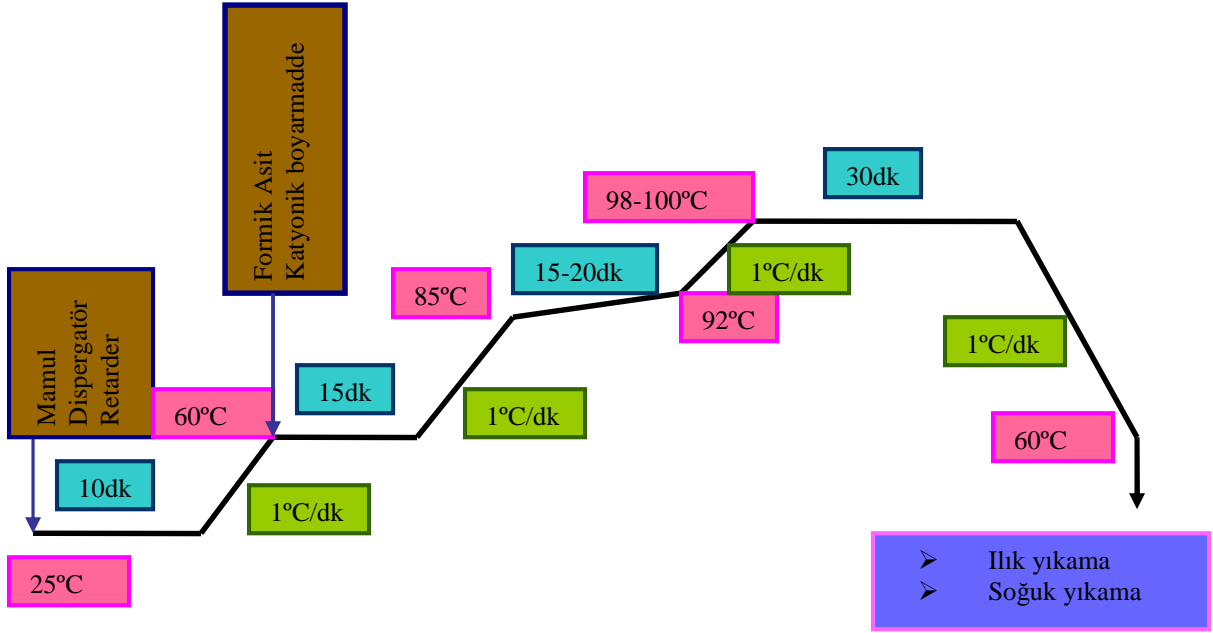 Mamul
Dispergatör
Retarder
Formik Asit
Katyonik boyarmadde
25ºC
10dk
1ºC/dk
60ºC
15dk
1ºC/dk
85ºC
15-20dk
92ºC
1ºC/dk
98-100ºC
30dk
1ºC/dk
60ºC
➢ Ilık yıkama
➢ Soğuk yıkama